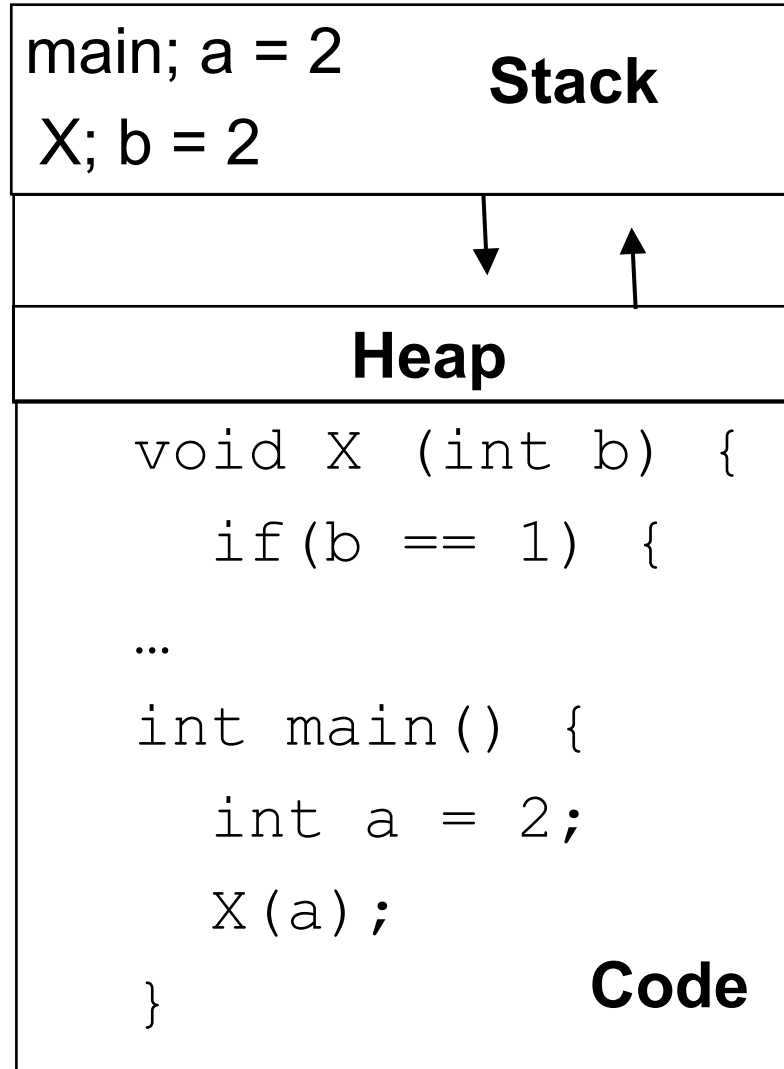 main; a = 2
Stack
X; b = 2
Heap
void X (int b) {
if(b == 1) {
…
int main() {
int a = 2;
X(a);
}
Code